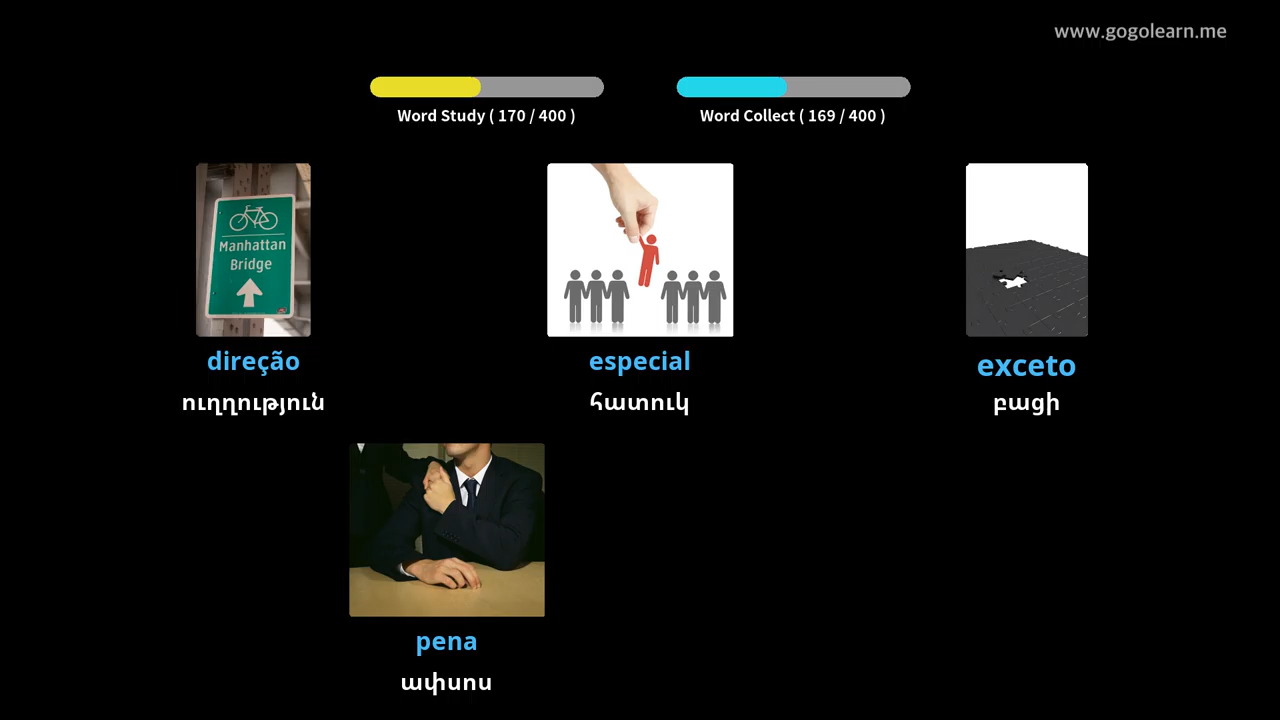 www.gogolearn.me
Word Study ( 170 / 400 )
Word Collect ( 169 / 400 )
Manhattan
Bridge
direção
ուղղություն
especial
հատուկ
exceto
բացի
pena
ափսոս